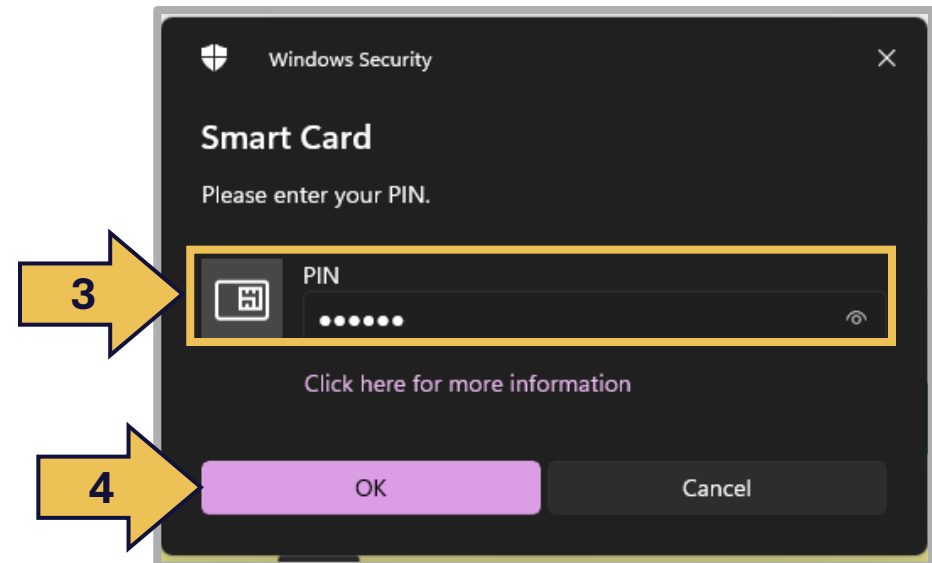 Windows Security
Smart Card
Please enter your PIN.
3
PIN
••••••
Click here for more information
4
OK
Cancel